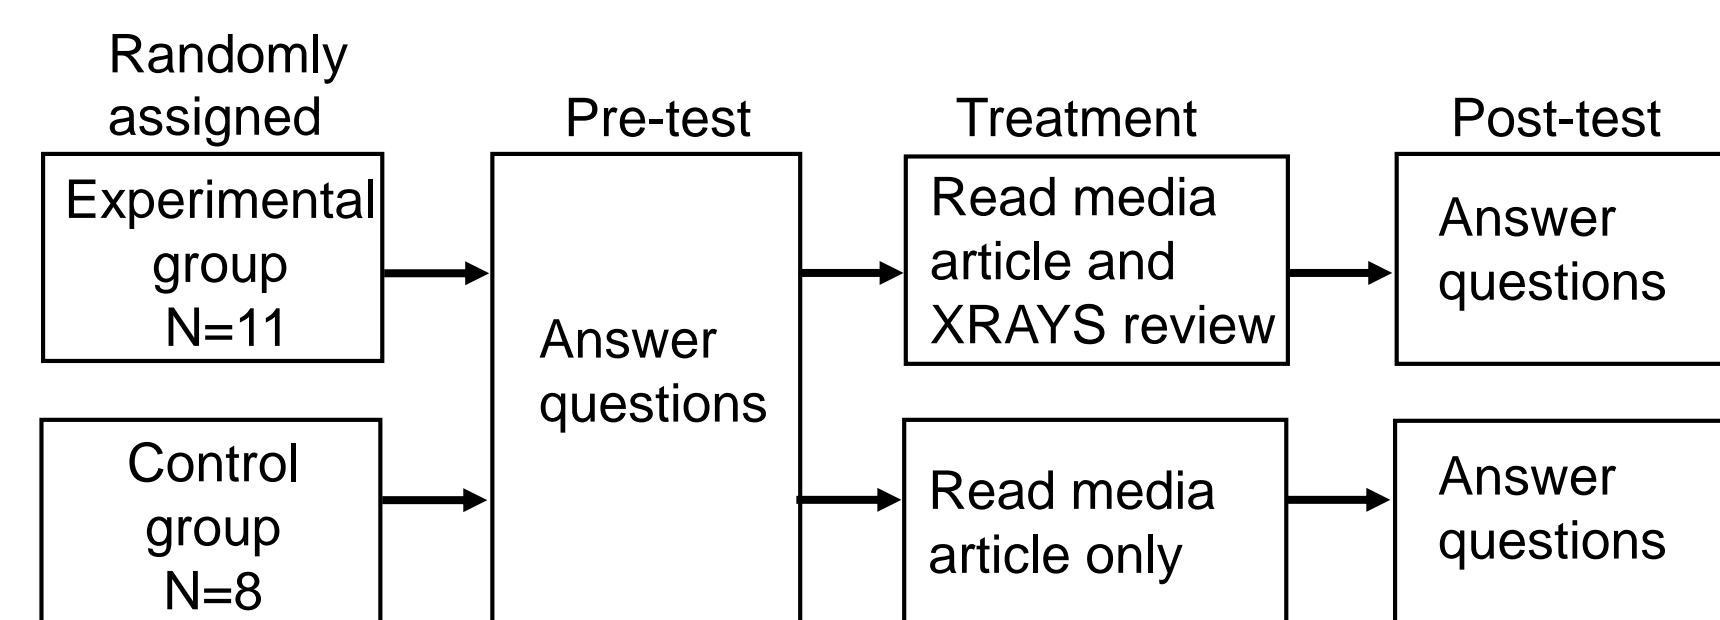 Randomly
assigned
Pre-test
Treatment
Post-test
Experimental
group
N=11
Answer
questions
Read media
article and
XRAYS review
Answer
questions
Control
group
N=8
Read media
article only
Answer
questions